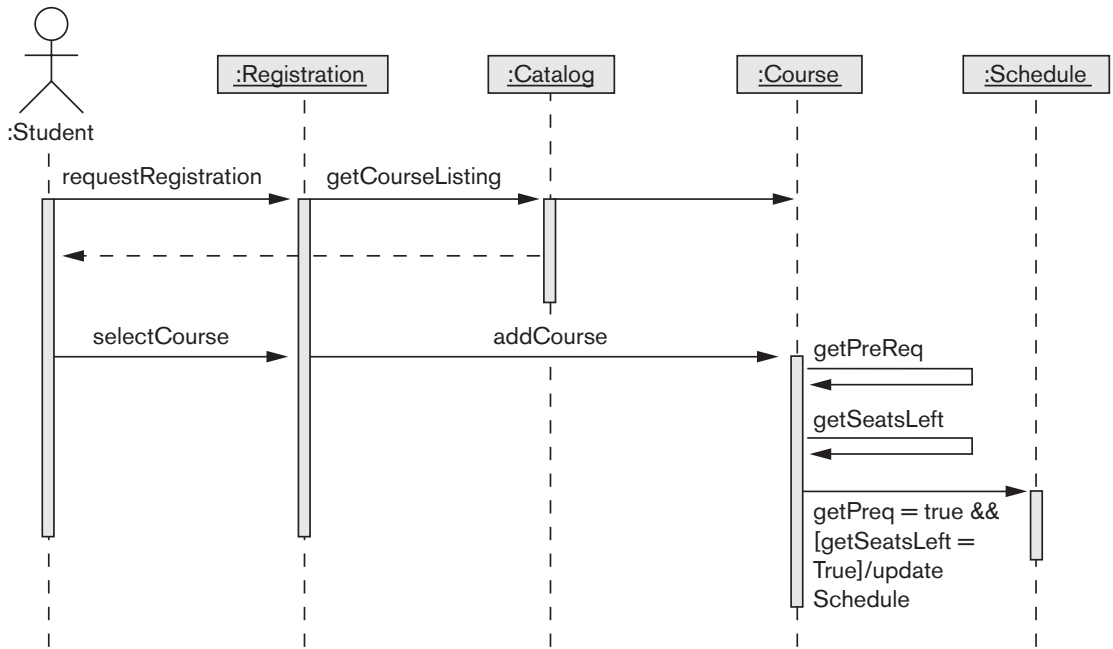 :Registration
:Catalog
:Course
:Schedule
:Student
requestRegistration
getCourseListing
selectCourse
addCourse
getPreReq
getSeatsLeft
getPreq = true &&
[getSeatsLeft =
True]/update
Schedule